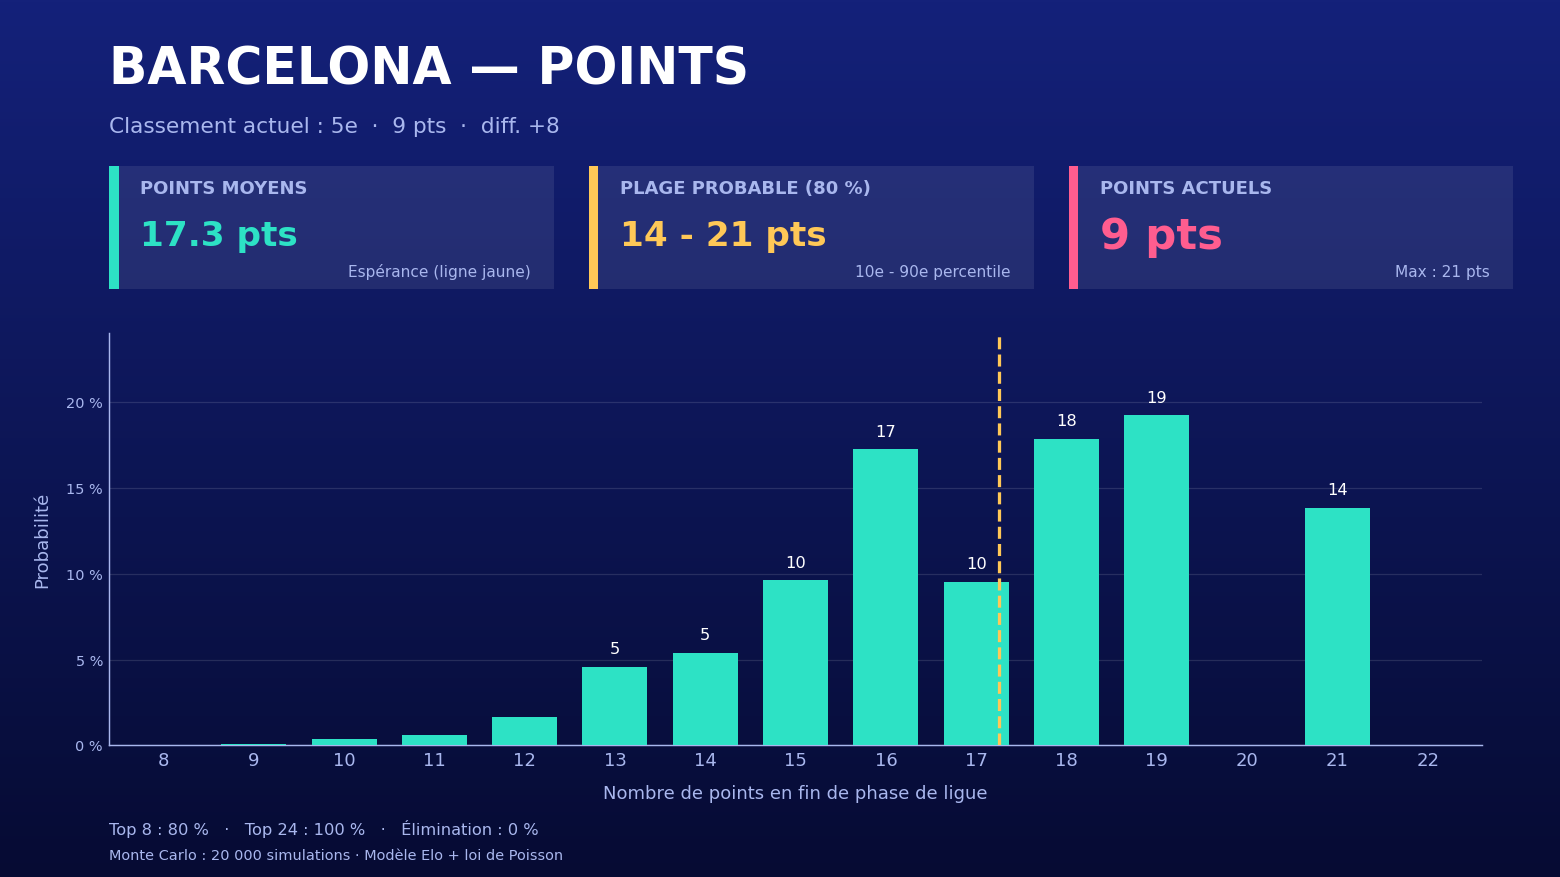 BARCELONA — POINTS
Classement actuel : 5e · 9 pts · diff. +8
POINTS MOYENS
17.3 pts
Espérance (ligne jaune)
PLAGE PROBABLE (80 %)
14 - 21 pts
10e - 90e percentile
POINTS ACTUELS
9 pts
Max : 21 pts
Probabilité
20 %
15 %
10 %
5 %
0 %
5
5
10
17
10
18
19
14
8 9 10 11 12 13 14 15 16 17 18 19 20 21 22
Nombre de points en fin de phase de ligue
Top 8 : 80 % · Top 24 : 100 % · Élimination : 0 %
Monte Carlo : 20 000 simulations · Modèle Elo + loi de Poisson